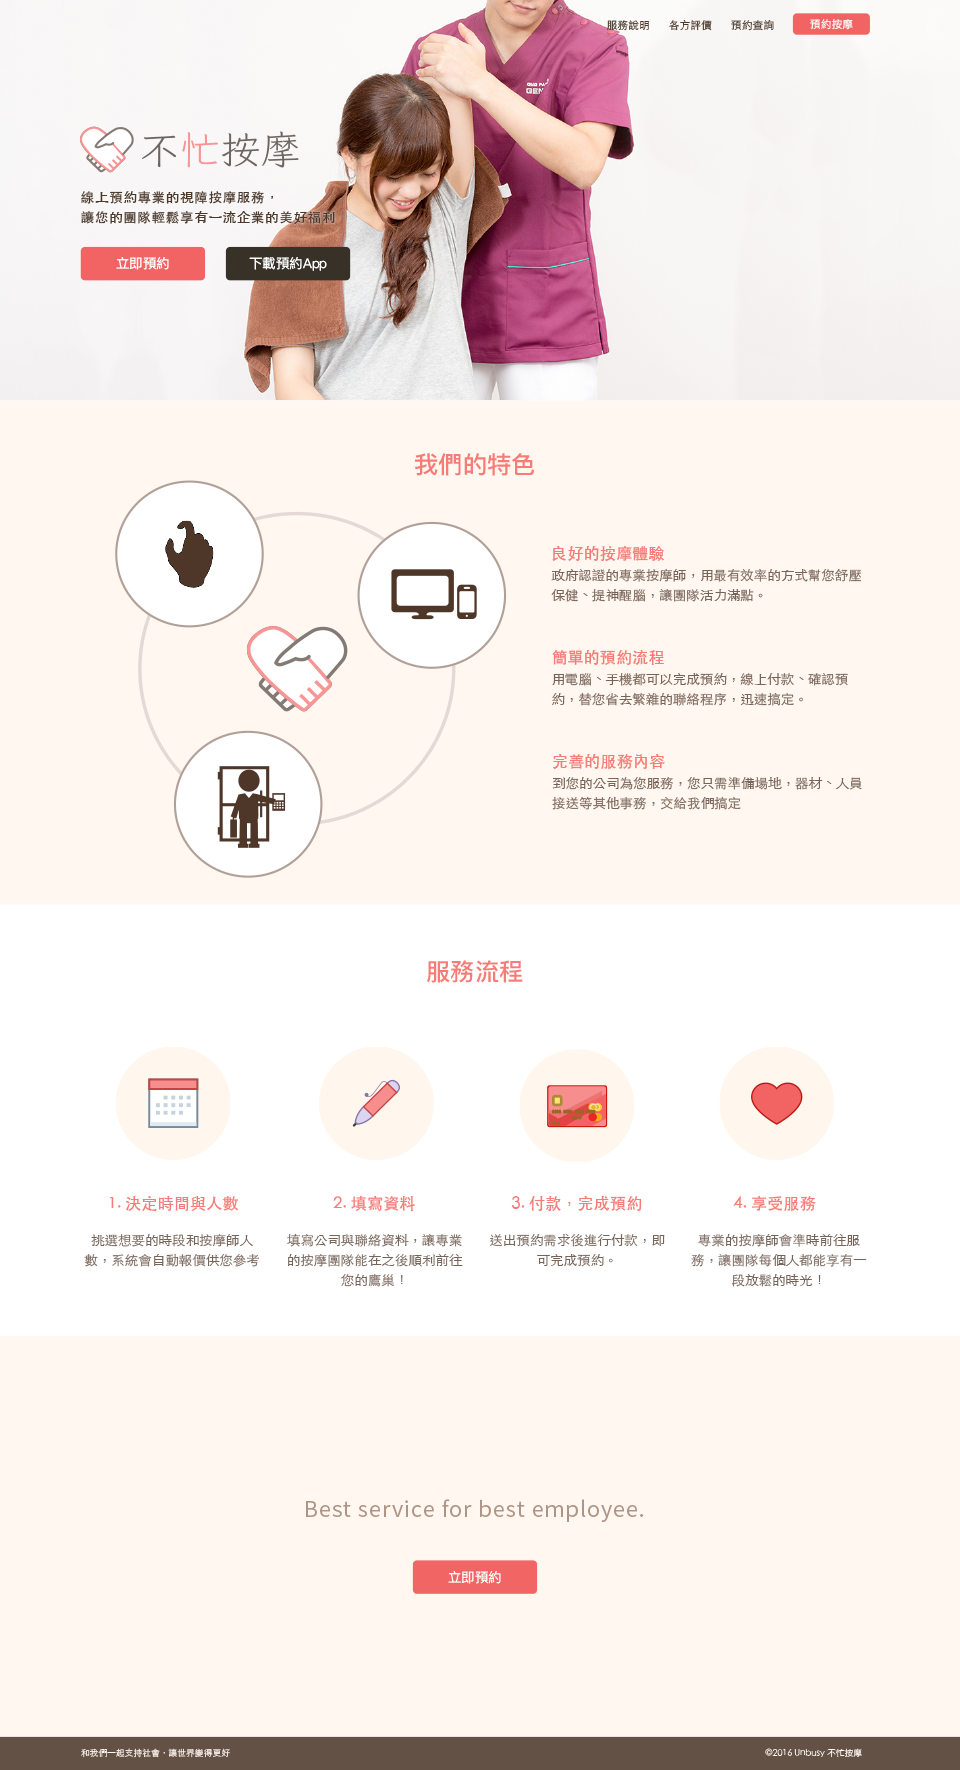 服務說明 各方評價 預約查詢 預約按摩
不忙按摩
線上預約專業的視障按摩服務，
讓您的團隊輕鬆享有一流企業的美好福利
立即預約 下載預約App
我們的特色
良好的按摩體驗
政府認證的專業按摩師，用最有效率的方式幫您舒壓
保健、提神醒腦，讓團隊活力滿點。
簡單的預約流程
用電腦、手機都可以完成預約，線上付款、確認預
約，替您省去繁雜的聯絡程序，迅速搞定。
完善的服務內容
到您的公司為您服務，您只需準備場地，器材、人員
接送等其他事務，交給我們搞定
服務流程
1. 決定時間與人數
挑選想要的時段和按摩師人
數，系統會自動報價供您參考
2. 填寫資料
填寫公司與聯絡資料，讓專業
的按摩團隊能在之後順利前往
您的鷹巢！
3. 付款，完成預約
送出預約需求後進行付款，即
可完成預約。
4. 享受服務
專業的按摩師會準時前往服
務，讓團隊每個人都能享有一
段放鬆的時光！
Best service for best employee.
立即預約
和我們一起支持社會，讓世界變得更好
©2016 Unbusy 不忙按摩